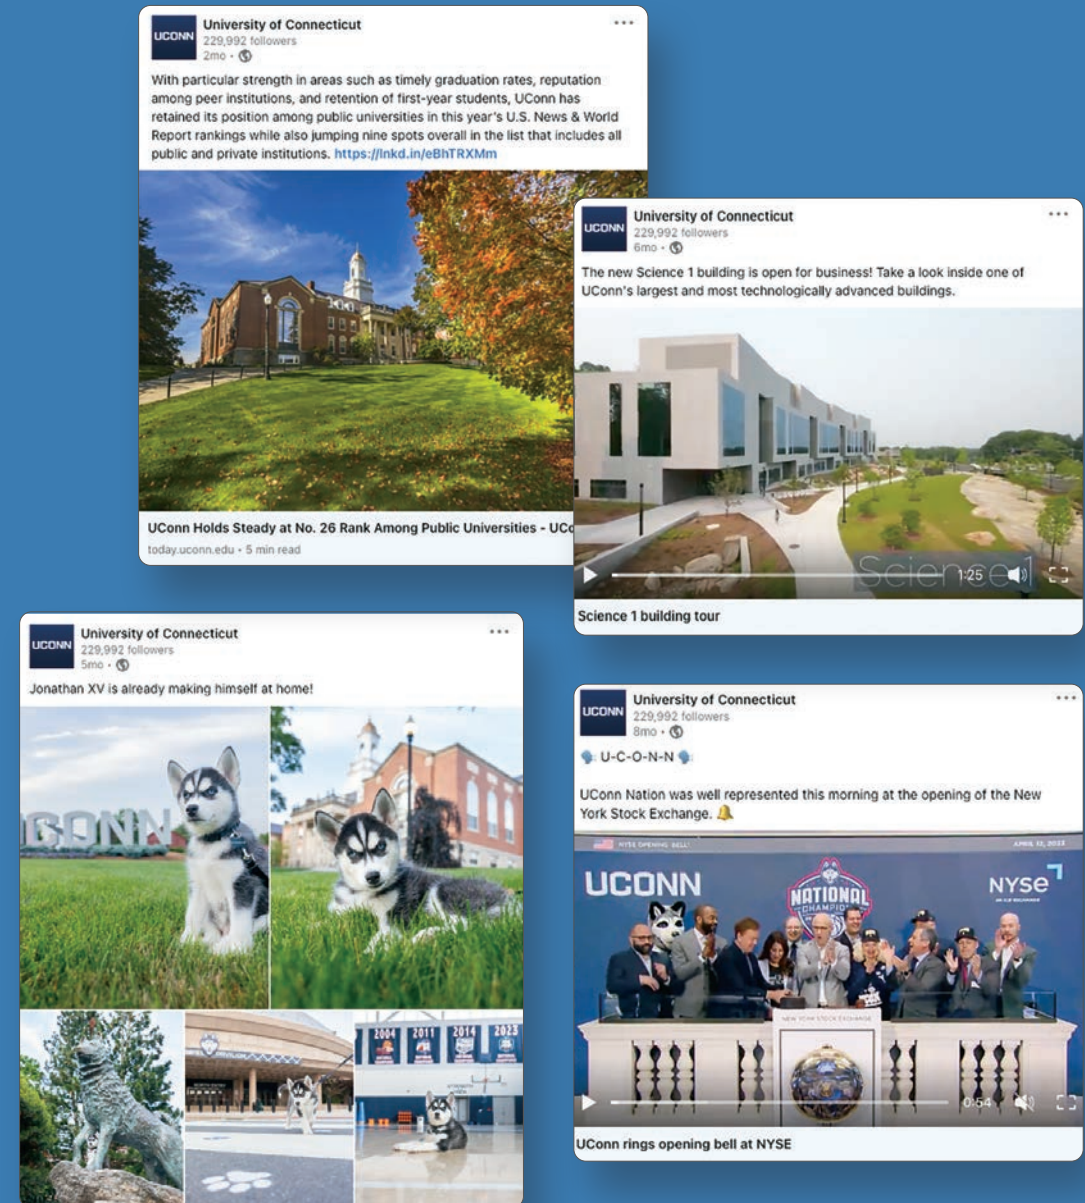 UCONN
University of Connecticut
229,992 followers
2mo •
With particular strength in areas such as timely graduation rates, reputation
among peer institutions, and retention of first-year students, UConn has
retained its position among public universities in this year's U.S. News & World
Report rankings while also jumping nine spots overall in the list that includes all
public and private institutions. https://lnkd.in/eBhTRXMm
UConn Holds Steady at No. 26 Rank Among Public Universities - UCo
today.uconn.edu • 5 min read
UCONN
University of Connecticut
229,992 followers
6mo •
The new Science 1 building is open for business! Take a look inside one of
UConn's largest and most technologically advanced buildings.
Science 1
1:25
Science 1 building tour
UCONN
University of Connecticut
229,992 followers
5mo •
Jonathan XV is already making himself at home!
CONN
2004 2011 2014 2023
UCONN
University of Connecticut
229,992 followers
8mo •
🗣 U-C-O-N-N 🗣
UConn Nation was well represented this morning at the opening of the New
York Stock Exchange. 🔔
NYSE OPENING BELL
APRIL 12, 2023
UCONN
NATIONAL
CHAMPIO
NYSE
NEW YORK STOCK EXCHANGE
0:54
UConn rings opening bell at NYSE